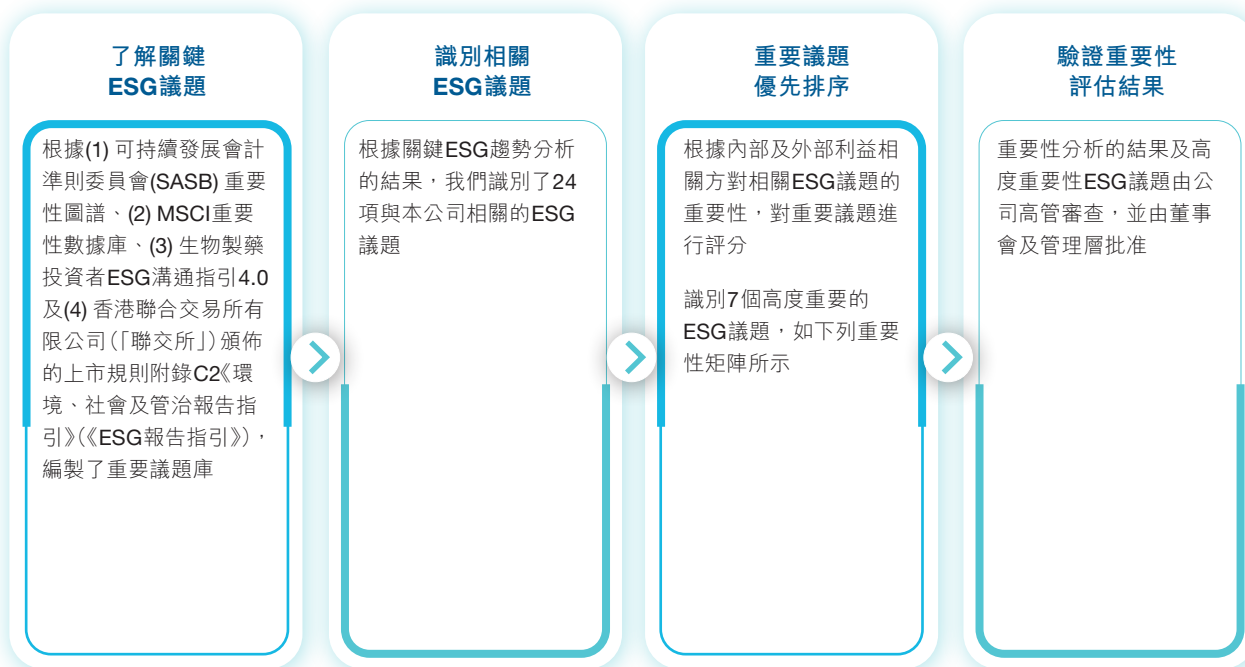 了解關鍵
ESG議題
根據(1) 可持續發展會計
準則委員會(SASB) 重要
性圖譜、(2) MSCI重要
性數據庫、(3) 生物製藥
投資者ESG溝通指引4.0
及(4) 香港聯合交易所有
限公司(「聯交所」) 頒佈
的上市規則附錄C2《環
境、社會及管治報告指
引》(《ESG報告指引》)，
編製了重要議題庫
識別相關
ESG議題
根據關鍵ESG趨勢分析
的結果，我們識別了24
項與本公司相關的ESG
議題
重要議題
優先排序
根據內部及外部利益相
關方對相關ESG議題的
重要性，對重要議題進
行評分
識別7個高度重要的
ESG議題，如下列重要
性矩陣所示
驗證重要性
評估結果
重要性分析的結果及高
度重要性ESG議題由公
司高管審查，並由董事
會及管理層批准